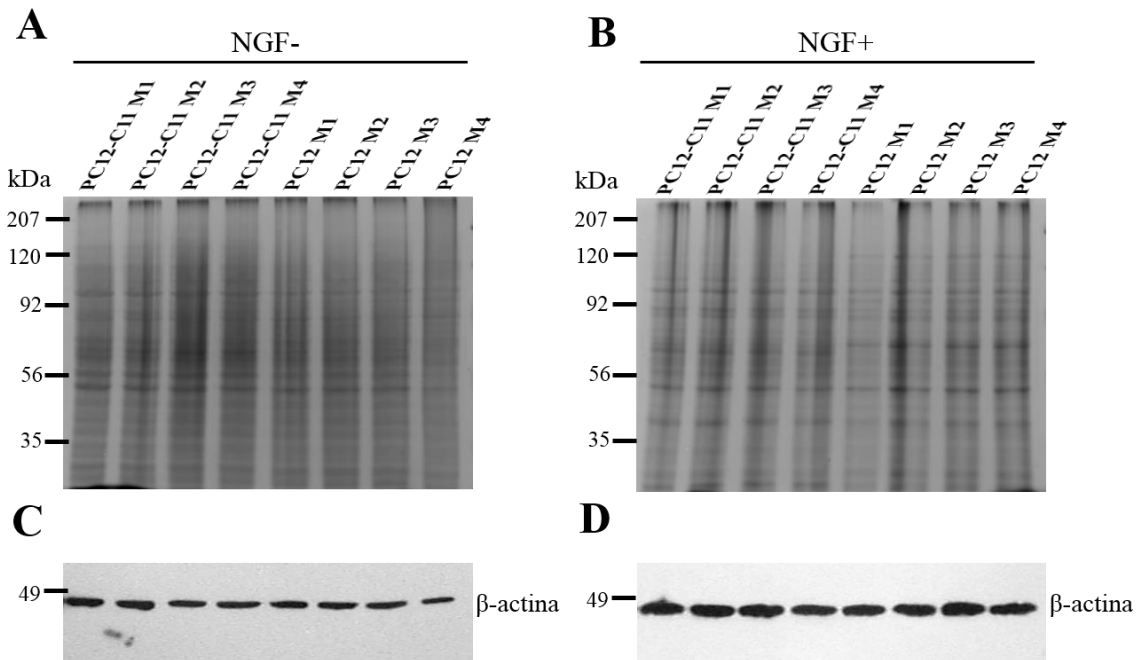 A
NGF-
PC12-C11 M1
PC12-C11 M2
PC12-C11 M3
PC12-C11 M4
PC12 M1
PC12 M2
PC12 M3
PC12 M4
kDa
207
120
92
56
35
B
NGF+
PC12-C11 M1
PC12-C11 M2
PC12-C11 M3
PC12-C11 M4
PC12 M1
PC12 M2
PC12 M3
PC12 M4
kDa
207
120
92
56
35
C
49
β-actina
D
49
β-actina